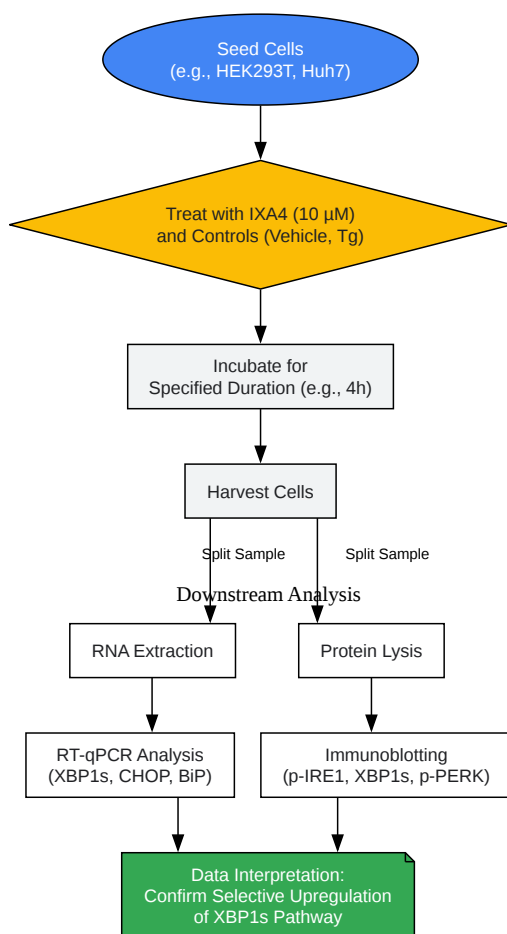 Seed Cells
(e.g., HEK293T, Huh7)
Treat with IXA4 (10 µM)
and Controls (Vehicle, Tg)
Incubate for
Specified Duration (e.g., 4h)
Harvest Cells
Split Sample
Split Sample
Downstream Analysis
RNA Extraction
Protein Lysis
RT-qPCR Analysis
(XBP1s, CHOP, BiP)
Immunoblotting
(p-IRE1, XBP1s, p-PERK)
Data Interpretation:
Confirm Selective Upregulation
of XBP1s Pathway